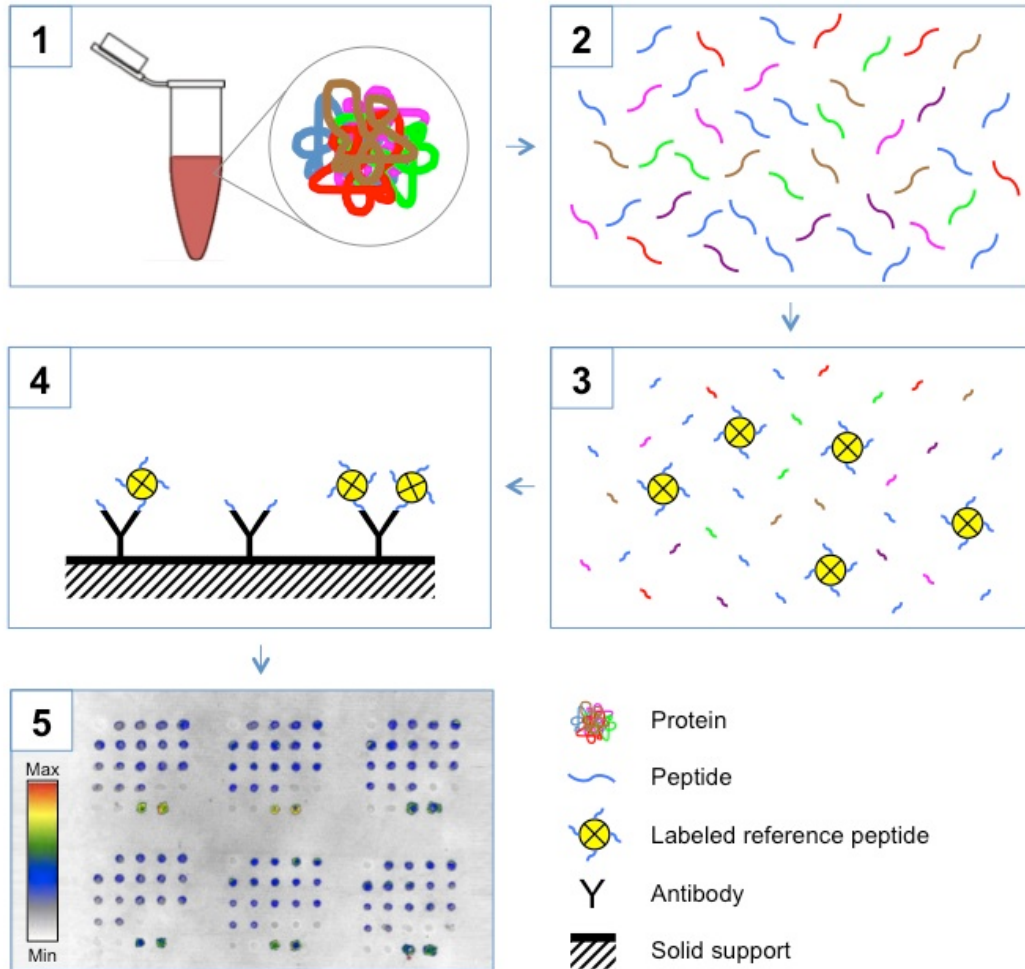 1
2
4
3
5
Max
Min
Protein
Peptide
Labeled reference peptide
Antibody
Solid support